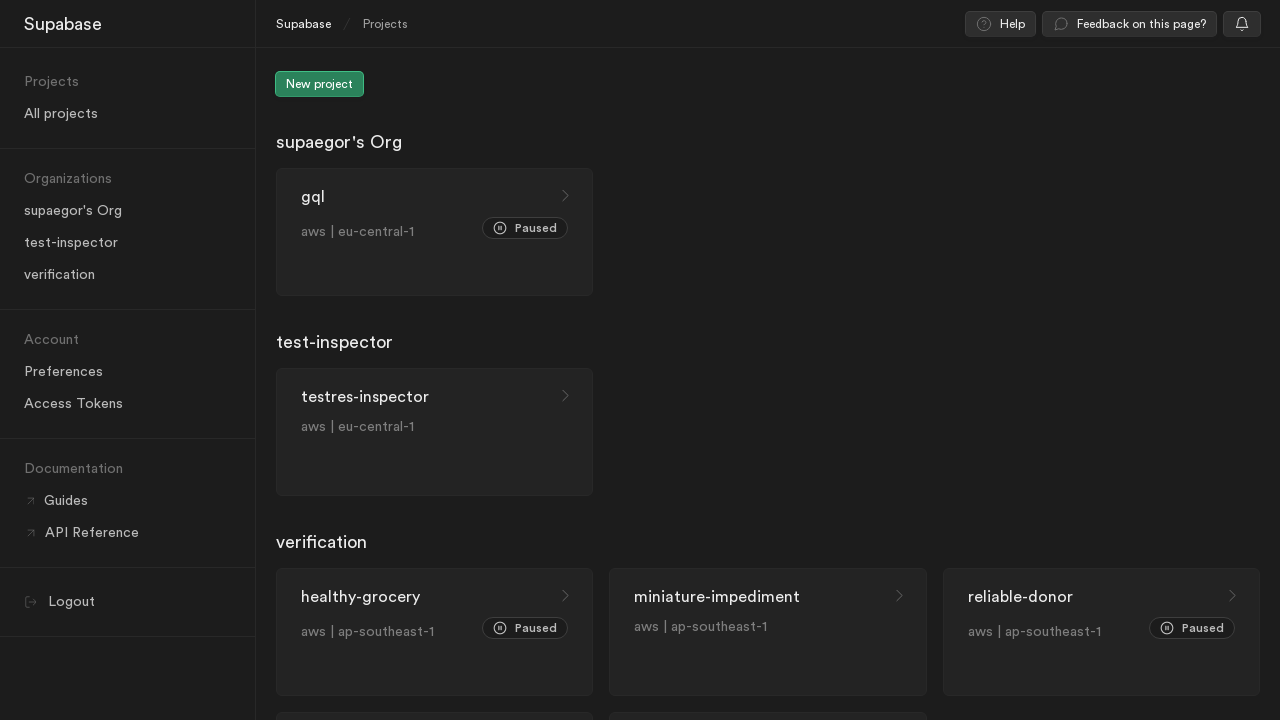 Supabase
Supabase / Projects
Help
Feedback on this page?
Projects
All projects
Organizations
supaegor's Org
test-inspector
verification
Account
Preferences
Access Tokens
Documentation
Guides
API Reference
Logout
New project
supaegor's Org
gql
aws | eu-central-1
Paused
test-inspector
testres-inspector
aws | eu-central-1
verification
healthy-grocery
aws | ap-southeast-1
Paused
miniature-impediment
aws | ap-southeast-1
reliable-donor
aws | ap-southeast-1
Paused